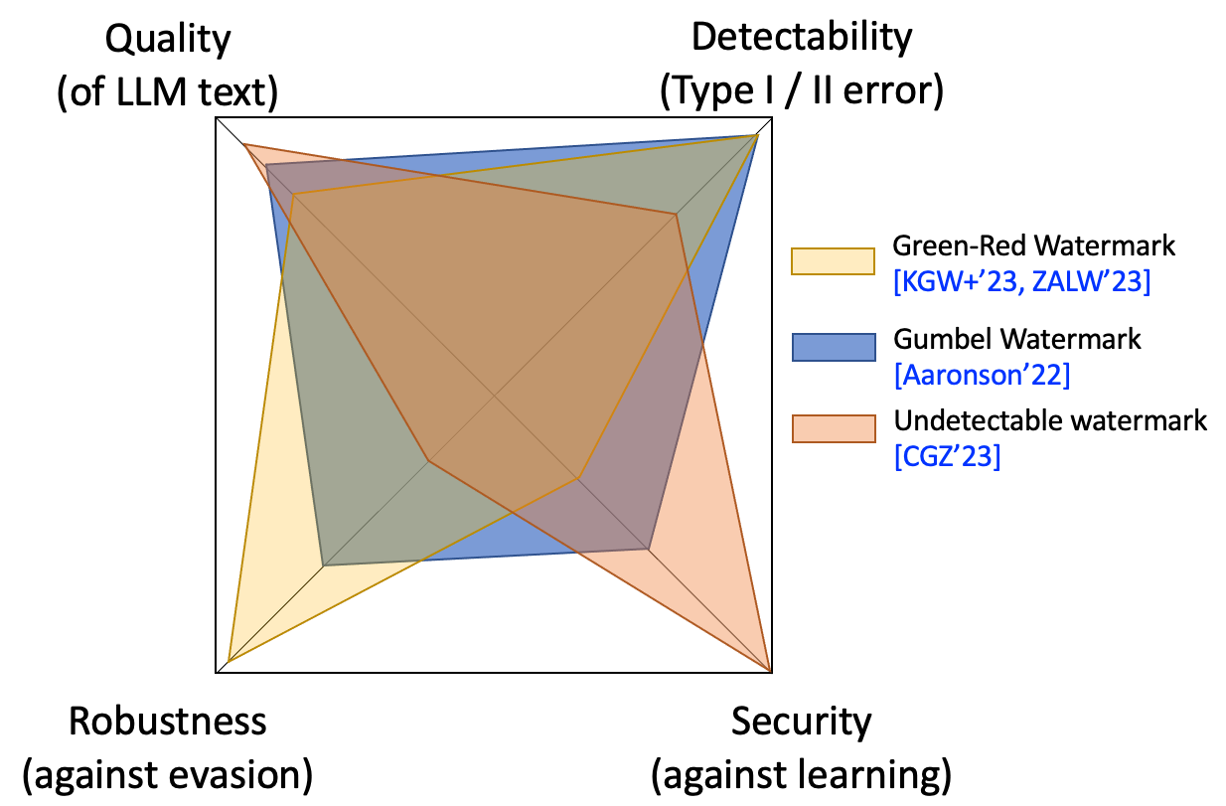 Quality
(of LLM text)
Detectability
(Type I / II error)
Green-Red Watermark
[KGW+’23, ZALW’23]
Gumbel Watermark
[Aaronson’22]
Undetectable watermark
[CGZ’23]
Robustness
(against evasion)
Security
(against learning)